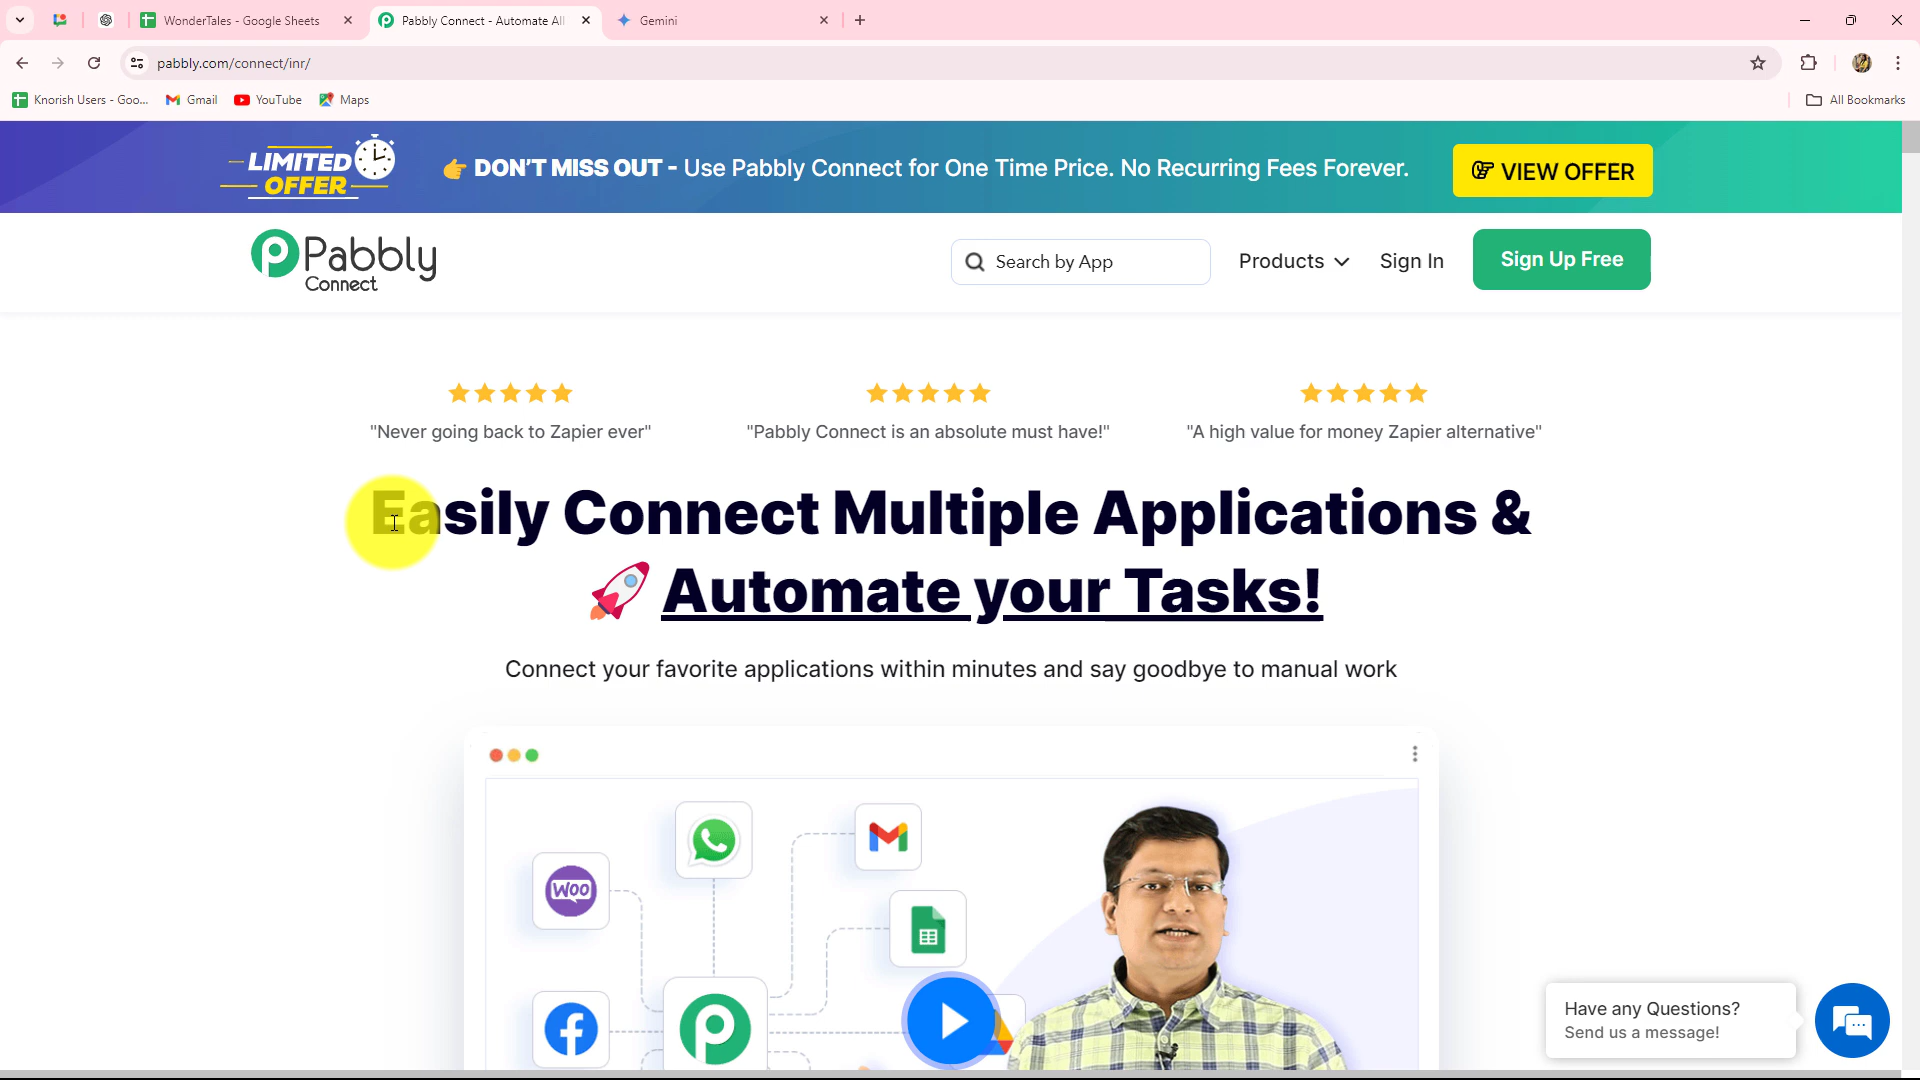 WonderTales - Google Sheets
Pabbly Connect - Automate All
Gemini
pabbly.com/connect/inr/
Knorish Users - Goo...
Gmail
YouTube
Maps
All Bookmarks
LIMITED
OFFER
DON'T MISS OUT - Use Pabbly Connect for One Time Price. No Recurring Fees Forever.
VIEW OFFER
Pabbly
Connect
Search by App
Products
Sign In
Sign Up Free
"Never going back to Zapier ever"
"Pabbly Connect is an absolute must have!"
"A high value for money Zapier alternative"
Easily Connect Multiple Applications &
Automate your Tasks!
Connect your favorite applications within minutes and say goodbye to manual work
WOO
Have any Questions?
Send us a message!